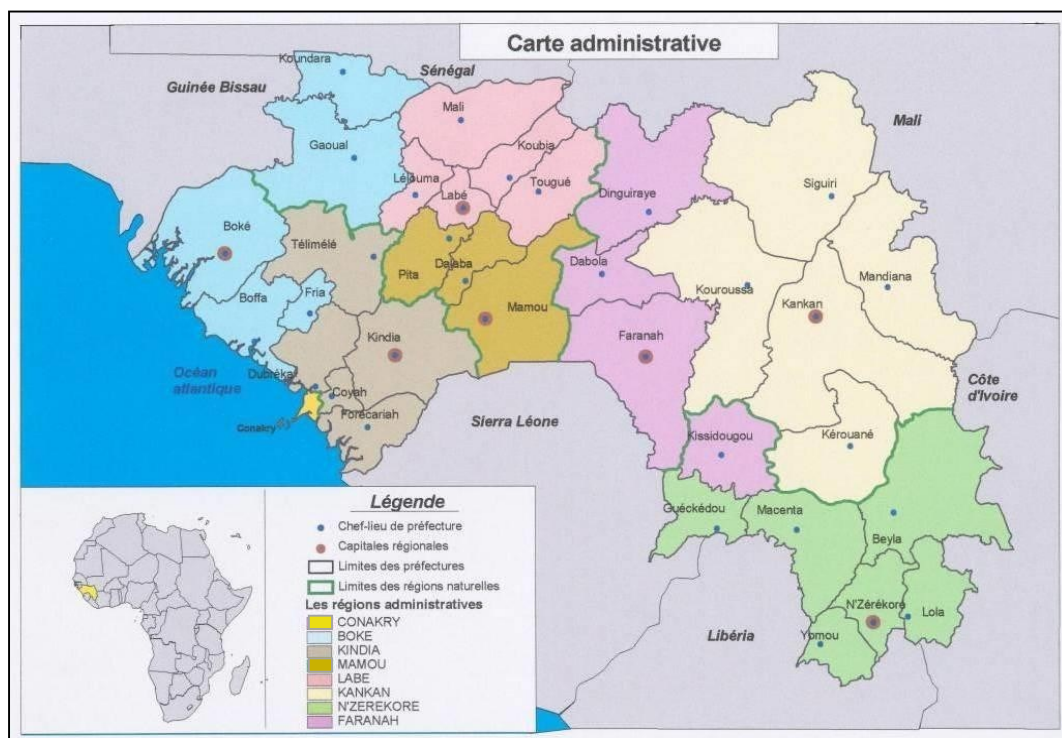 Carte administrative
Koundara
Guinée Bissau
Sénégal
Mali
Mali
Gaoual
Koubia
Lélouma
Labé
Tougué
Dinguiraye
Siguiri
Boké
Télimélé
Pita
Dalaba
Dabola
Mandiana
Boffa
Fria
Mamou
Kouroussa
Kankan
Kindia
Faranah
Océan
atlantique
Dubréka
Coyah
Côte
d'Ivoire
Conakry
Forécariah
Sierra Léone
Kissidougou
Kérouané
Guéckédou
Macenta
Beyla
N'Zérékoré
Lola
Libéria
Yomou
Légende
Chef-lieu de préfecture
Capitales régionales
Limites des préfectures
Limites des régions naturelles
Les régions administratives
CONAKRY
BOKE
KINDIA
MAMOU
LABE
KANKAN
N'ZEREKORE
FARANAH